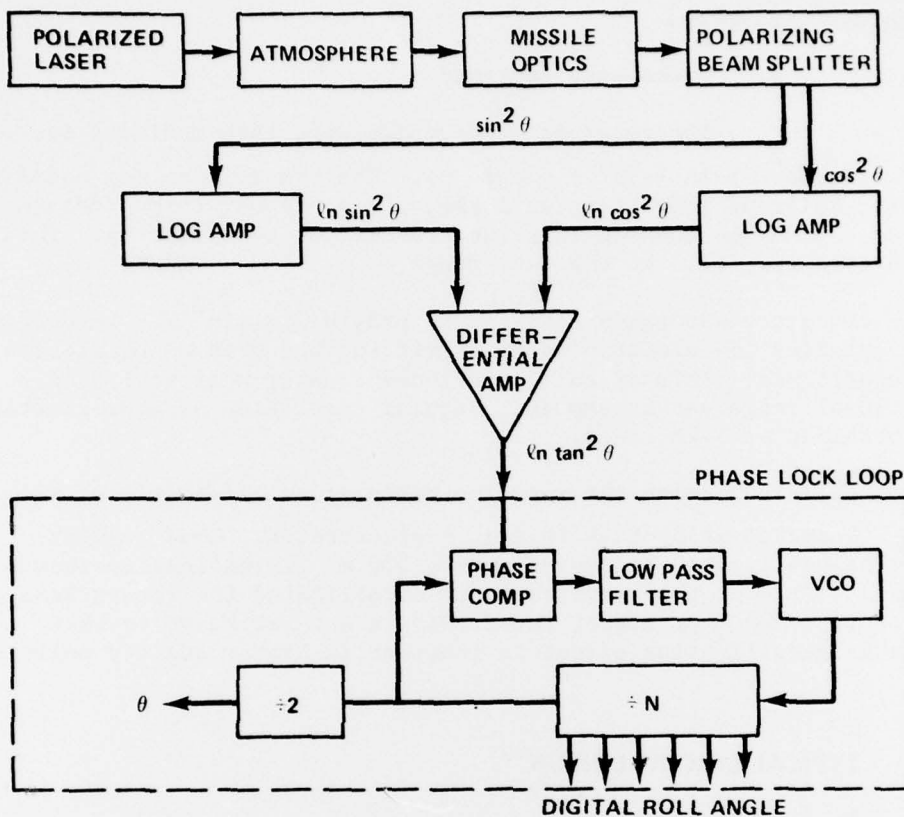 POLARIZED
LASER
ATMOSPHERE
MISSILE
OPTICS
POLARIZING
BEAM SPLITTER
sin² θ
cos² θ
LOG AMP
ℓn sin² θ
ℓn cos² θ
LOG AMP
DIFFER–
ENTIAL
AMP
ℓn tan² θ
PHASE LOCK LOOP
PHASE
COMP
LOW PASS
FILTER
VCO
θ
÷2
÷ N
DIGITAL ROLL ANGLE